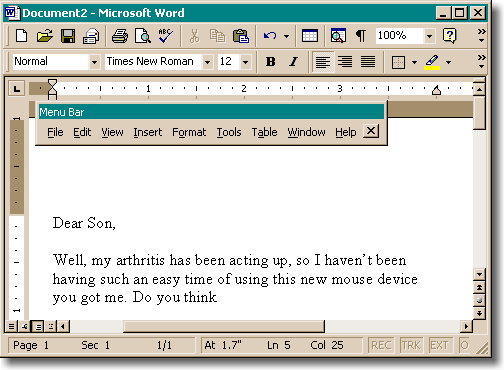 Document2 - Microsoft Word
100%
Normal Times New Roman 12 B I
1 2 3
Menu Bar
File Edit View Insert Format Tools Table Window Help
Dear Son,
Well, my arthritis has been acting up, so I haven't been
having such an easy time of using this new mouse device
you got me. Do you think
Page 1 Sec 1 1/1 At 1.7" Ln 5 Col 25 REC TRK EXT O